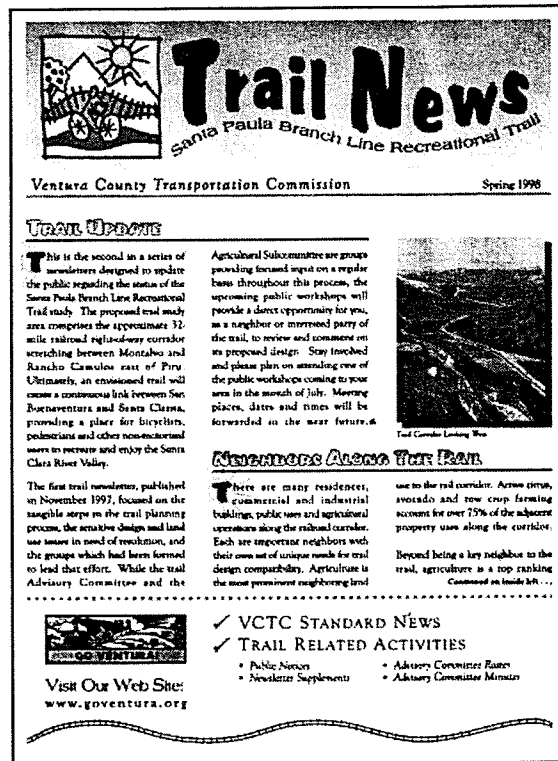 Trail News
Santa Paula Branch Line Recreational Trail
Ventura County Transportation Commission
Spring 1998
TRAIL UPDATE
This is the second in a series of
newsletters designed to update
the public regarding the status of the
Santa Paula Branch Line Recreational
Trail study. The proposed trail study
area comprises the approximate 32-
mile railroad right-of-way corridor
stretching between Montalvo and
Rancho Camulos east of Piru.
Ultimately, an envisioned trail will
create a continuous link between San
Buenaventura and Santa Clarita,
providing a place for bicyclists,
pedestrians and other non-motorized
users to recreate and enjoy the Santa
Clara River Valley.
The first trail newsletter, published
in November 1997, focused on the
tangible steps in the trail planning
process, the sensitive design and land
use issues in need of resolution, and
the groups which had been formed
to lead that effort. While the trail
Advisory Committee and the
Agricultural Subcommittee are groups
providing focused input on a regular
basis throughout this process, the
upcoming public workshops will
provide a direct opportunity for you,
as a neighbor or interested party of
the trail, to review and comment on
its proposed design. Stay involved
and please plan on attending one of
the public workshops coming to your
area in the month of July. Meeting
places, dates and times will be
forwarded in the near future.
Trail Corridor Looking West
NEIGHBORS ALONG THE RAIL
There are many residences,
commercial and industrial
buildings, public uses and agricultural
operations along the railroad corridor.
Each are important neighbors with
their own set of unique needs for trail
design compatibility. Agriculture is
the most prominent neighboring land
use to the rail corridor. Active citrus,
avocado and row crop farming
account for over 75% of the adjacent
property uses along the corridor.
Beyond being a key neighbor to the
trail, agriculture is a top ranking
Continued on inside left . . .
GO VENTURA!
Visit Our Web Site:
www.goventura.org
✓ VCTC STANDARD NEWS
✓ TRAIL RELATED ACTIVITIES
• Public Notices
• Newsletter Supplements
• Advisory Committee Roster
• Advisory Committee Minutes